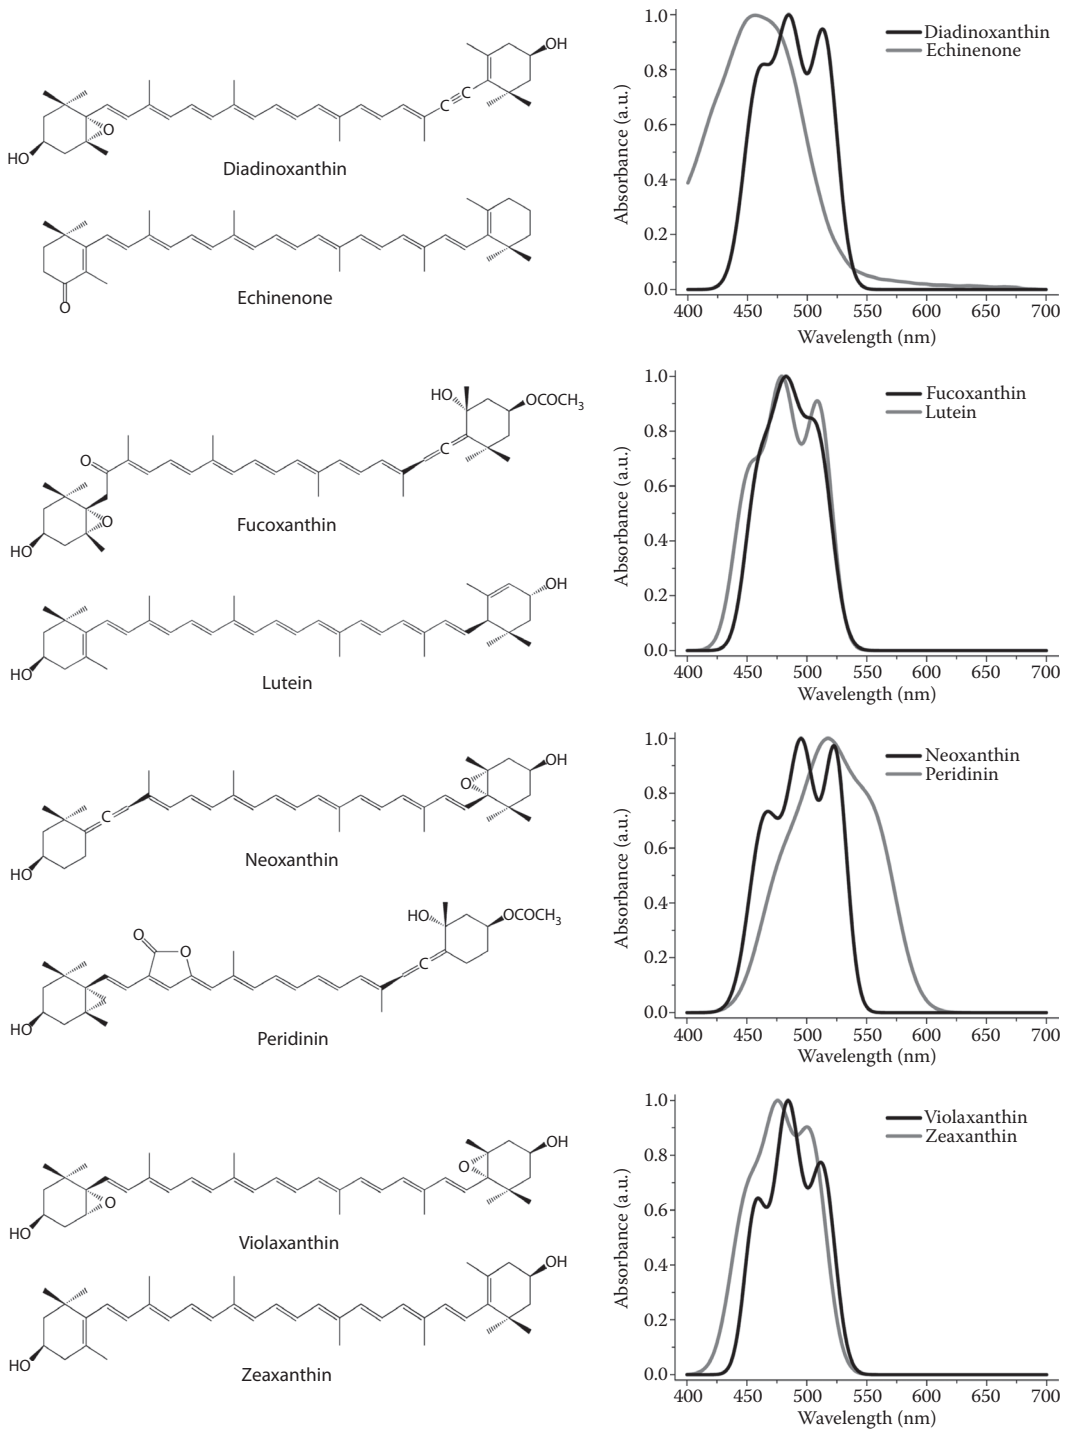 OH
C
C
O
HO
Diadinoxanthin
O
Echinenone
1.0
0.8
0.6
0.4
0.2
0.0
Absorbance (a.u.)
Diadinoxanthin
Echinenone
400 450 500 550 600 650 700
Wavelength (nm)
HO
OCOCH3
C
O
O
HO
Fucoxanthin
OH
HO
Lutein
1.0
0.8
0.6
0.4
0.2
0.0
Absorbance (a.u.)
Fucoxanthin
Lutein
400 450 500 550 600 650 700
Wavelength (nm)
OH
O
C
HO
Neoxanthin
HO
OCOCH3
O
O
C
HO
Peridinin
1.0
0.8
0.6
0.4
0.2
0.0
Absorbance (a.u.)
Neoxanthin
Peridinin
400 450 500 550 600 650 700
Wavelength (nm)
OH
O
O
HO
Violaxanthin
OH
HO
Zeaxanthin
1.0
0.8
0.6
0.4
0.2
0.0
Absorbance (a.u.)
Violaxanthin
Zeaxanthin
400 450 500 550 600 650 700
Wavelength (nm)